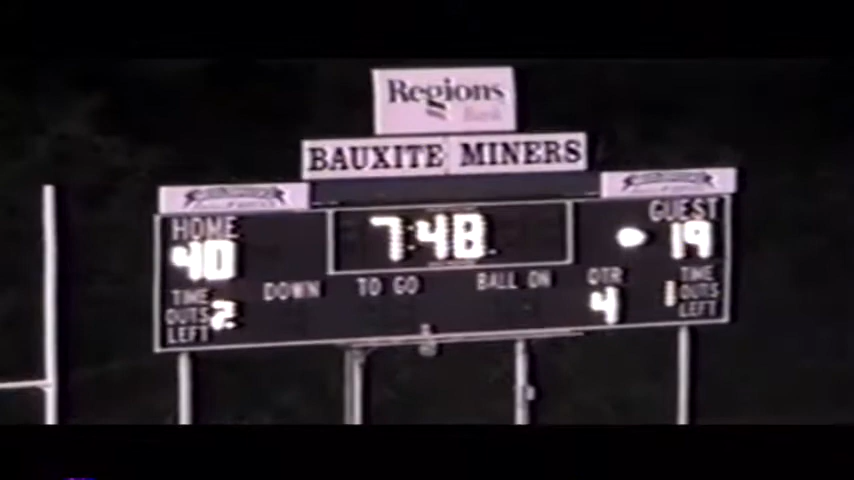 Regions
Bank
BAUXITE MINERS
HOME
40
7:48
GUEST
19
DOWN
TO GO
BALL ON
QTR
4
TIME
OUTS 2
LEFT
TIME
1 OUTS
LEFT